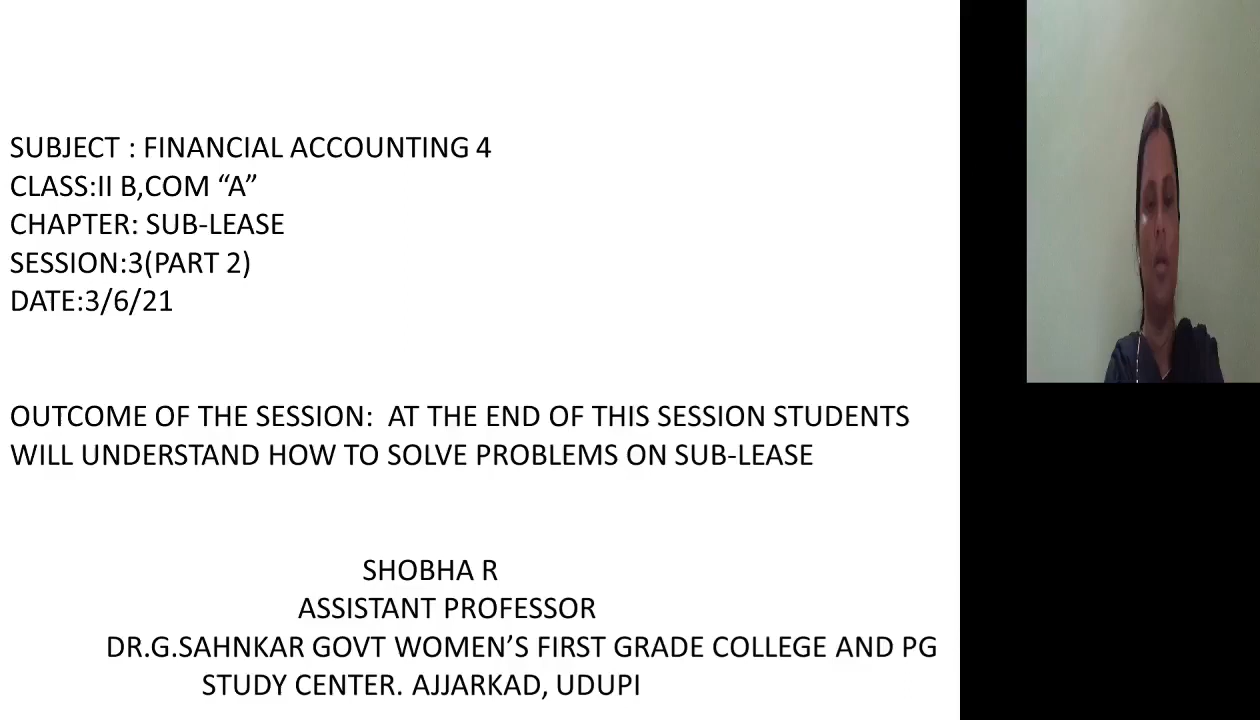 SUBJECT : FINANCIAL ACCOUNTING 4
CLASS:II B,COM “A”
CHAPTER: SUB-LEASE
SESSION:3(PART 2)
DATE:3/6/21
OUTCOME OF THE SESSION: AT THE END OF THIS SESSION STUDENTS
WILL UNDERSTAND HOW TO SOLVE PROBLEMS ON SUB-LEASE
SHOBHA R
ASSISTANT PROFESSOR
DR.G.SAHNKAR GOVT WOMEN’S FIRST GRADE COLLEGE AND PG
STUDY CENTER. AJJARKAD, UDUPI